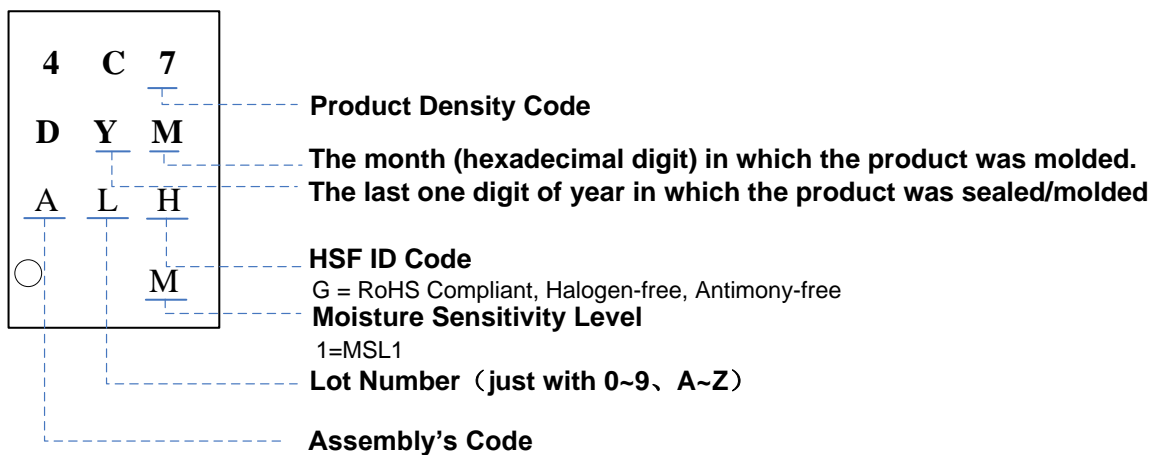 4 C 7
Product Density Code
D Y M
The month (hexadecimal digit) in which the product was molded.
The last one digit of year in which the product was sealed/molded
A L H
HSF ID Code
M
G = RoHS Compliant, Halogen-free, Antimony-free
Moisture Sensitivity Level
1=MSL1
Lot Number（just with 0~9、A~Z）
Assembly's Code